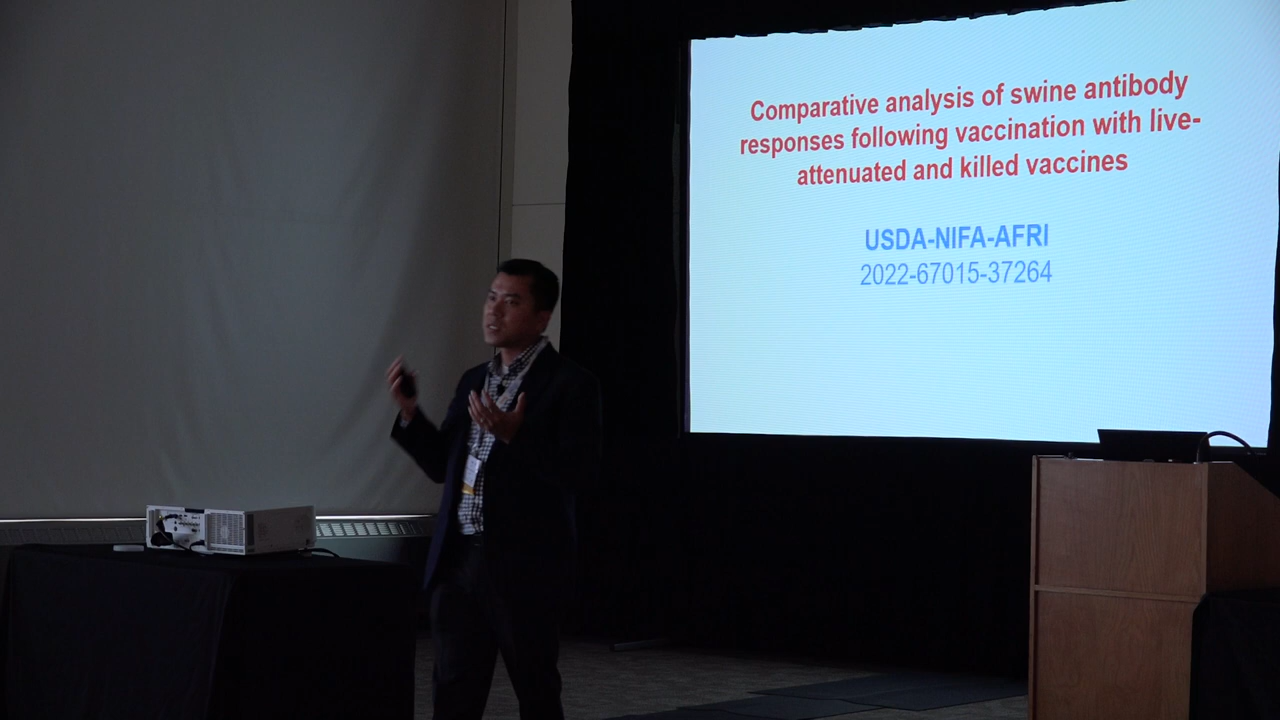 Comparative analysis of swine antibody
responses following vaccination with live-
attenuated and killed vaccines
USDA-NIFA-AFRI
2022-67015-37264